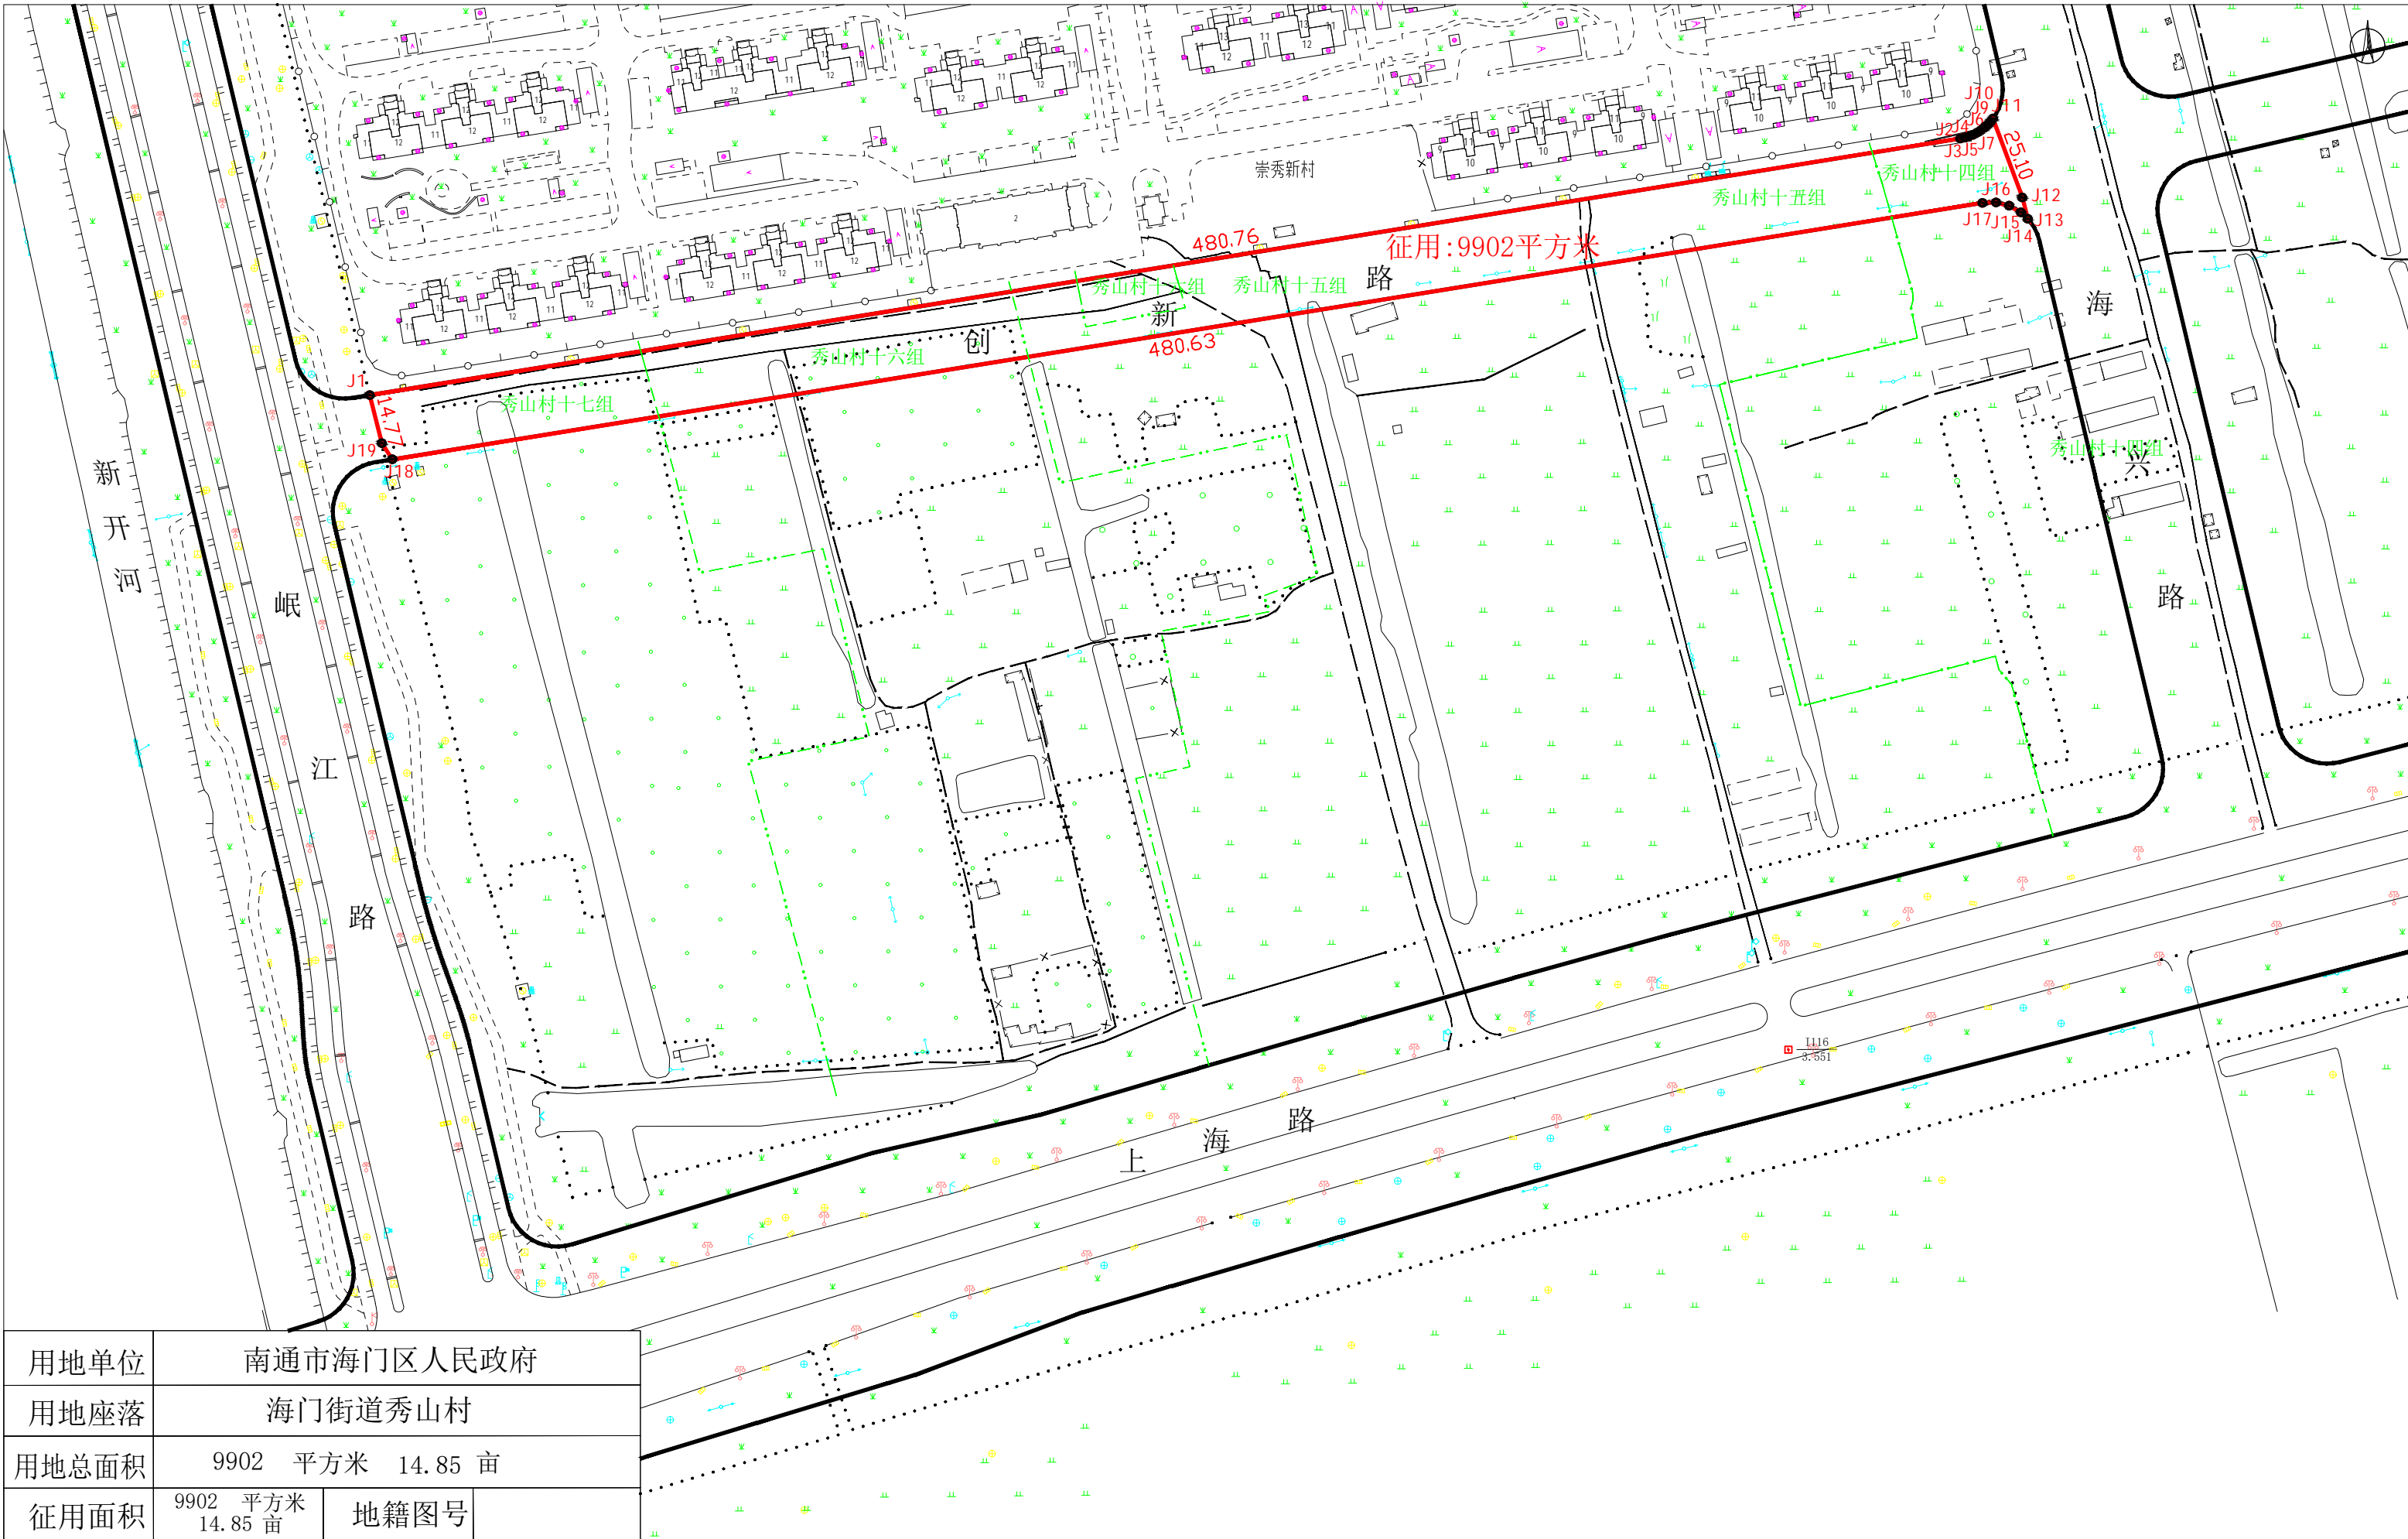 崇秀新村
J70
J9
J11
J6
J2
J4
J7
J3
J5
25.10
秀山村十四组
J16
J12
J17
J15
J13
J14
秀山村十五组
480.76
征用:9902平方米
秀山村十六组
秀山村十五组
路
新
创
480.63
海
秀山村十六组
J1
14.77
秀山村十七组
J19
J18
秀山村十四组
兴
路
新
开
河
岷
江
路
I116
3.551
上
海
路
用地单位 南通市海门区人民政府
用地座落 海门街道秀山村
用地总面积 9902 平方米 14.85 亩
征用面积 9902 平方米
14.85 亩
地籍图号